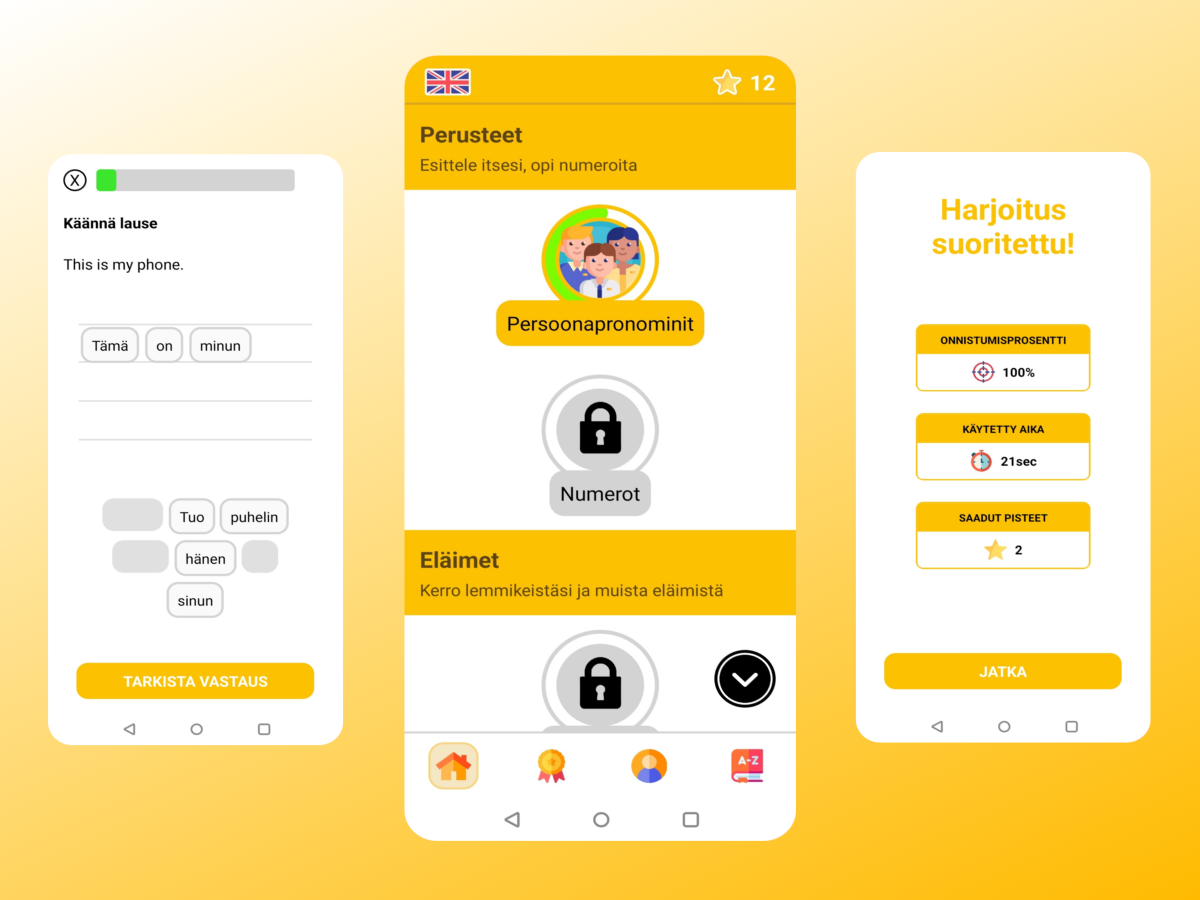 X
Käännä lause
This is my phone.
Tämä on minun
Tuo puhelin
hänen
sinun
TARKISTA VASTAUS
12
Perusteet
Esittele itsesi, opi numeroita
Persoonapronominit
Numerot
Eläimet
Kerro lemmikeistäsi ja muista eläimistä
A-Z
Harjoitus
suoritettu!
ONNISTUMISPROSENTTI
100%
KÄYTETTY AIKA
21sec
SAADUT PISTEET
2
JATKA